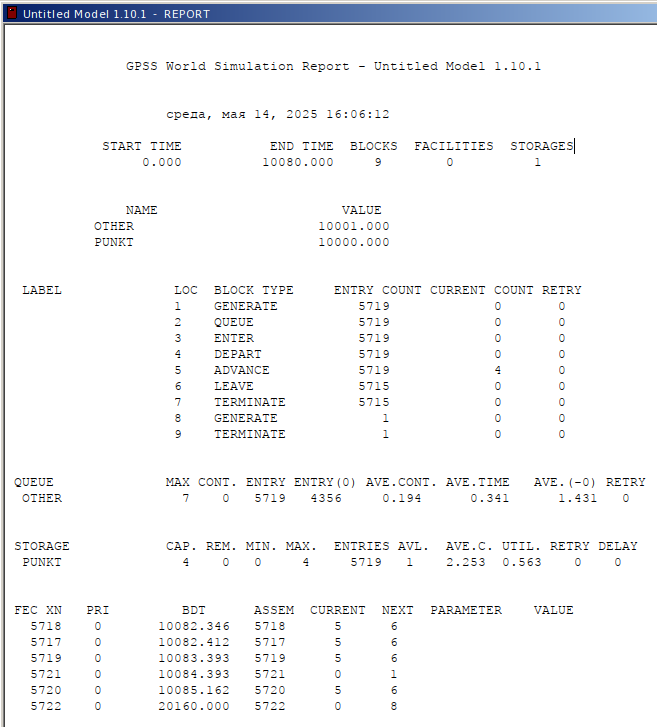 Untitled Model 1.10.1 - REPORT
GPSS World Simulation Report - Untitled Model 1.10.1
среда, мая 14, 2025 16:06:12
START TIME END TIME BLOCKS FACILITIES STORAGES
0.000 10080.000 9 0 1
NAME VALUE
OTHER 10001.000
PUNKT 10000.000
LABEL LOC BLOCK TYPE ENTRY COUNT CURRENT COUNT RETRY
1 GENERATE 5719 0 0
2 QUEUE 5719 0 0
3 ENTER 5719 0 0
4 DEPART 5719 0 0
5 ADVANCE 5719 4 0
6 LEAVE 5715 0 0
7 TERMINATE 5715 0 0
8 GENERATE 1 0 0
9 TERMINATE 1 0 0
QUEUE MAX CONT. ENTRY ENTRY(0) AVE.CONT. AVE.TIME AVE.(-0) RETRY
OTHER 7 0 5719 4356 0.194 0.341 1.431 0
STORAGE CAP. REM. MIN. MAX. ENTRIES AVL. AVE.C. UTIL. RETRY DELAY
PUNKT 4 0 0 4 5719 1 2.253 0.563 0 0
FEC XN PRI BDT ASSEM CURRENT NEXT PARAMETER VALUE
5718 0 10082.346 5718 5 6
5717 0 10082.412 5717 5 6
5719 0 10083.393 5719 5 6
5721 0 10084.393 5721 0 1
5720 0 10085.162 5720 5 6
5722 0 20160.000 5722 0 8